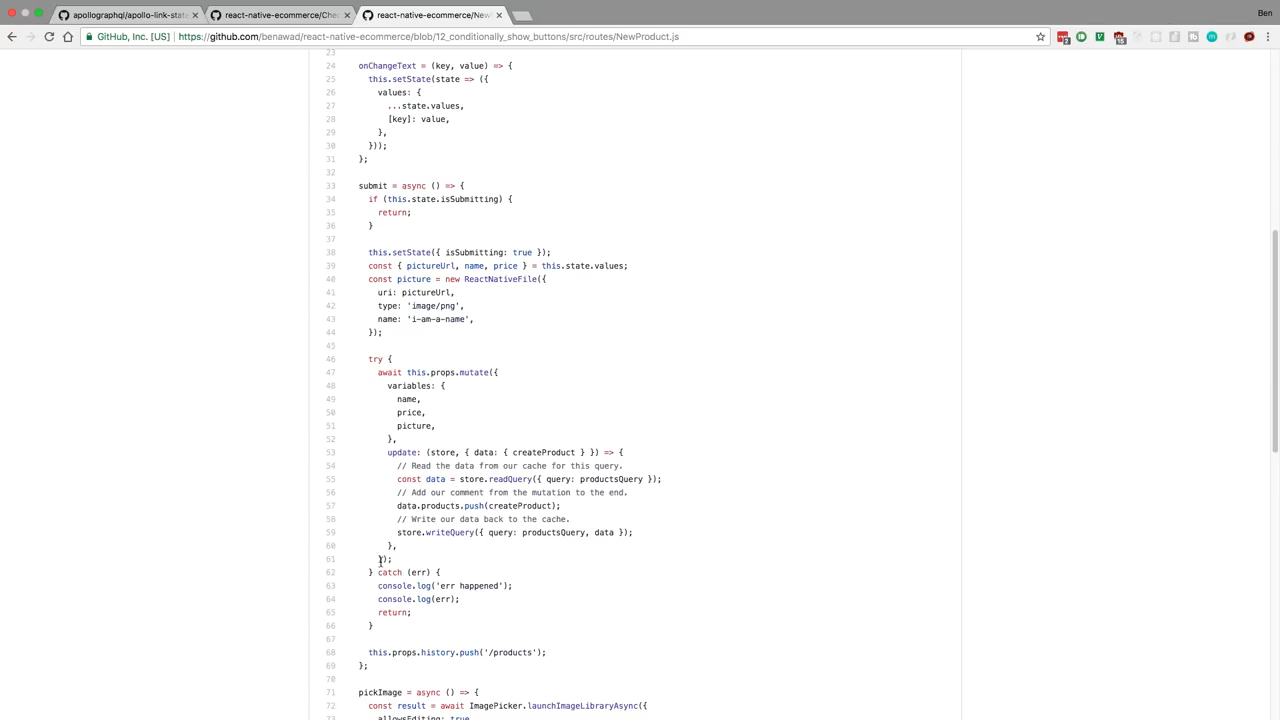 apollographql/apollo-link-stat
react-native-ecommerce/Chec
react-native-ecommerce/New
Ben
GitHub, Inc. [US]
https://github.com/benawad/react-native-ecommerce/blob/12_conditionally_show_buttons/src/routes/NewProduct.js
23
24 onChangeText = (key, value) => {
25 this.setState(state => ({
26 values: {
27 ...state.values,
28 [key]: value,
29 },
30 }));
31 };
32
33 submit = async () => {
34 if (this.state.isSubmitting) {
35 return;
36 }
37
38 this.setState({ isSubmitting: true });
39 const { pictureUrl, name, price } = this.state.values;
40 const picture = new ReactNativeFile({
41 uri: pictureUrl,
42 type: 'image/png',
43 name: 'i-am-a-name',
44 });
45
46 try {
47 await this.props.mutate({
48 variables: {
49 name,
50 price,
51 picture,
52 },
53 update: (store, { data: { createProduct } }) => {
54 // Read the data from our cache for this query.
55 const data = store.readQuery({ query: productsQuery });
56 // Add our comment from the mutation to the end.
57 data.products.push(createProduct);
58 // Write our data back to the cache.
59 store.writeQuery({ query: productsQuery, data });
60 },
61 });
62 } catch (err) {
63 console.log('err happened');
64 console.log(err);
65 return;
66 }
67
68 this.props.history.push('/products');
69 };
70
71 pickImage = async () => {
72 const result = await ImagePicker.launchImageLibraryAsync({
73 allowsEditing: true,